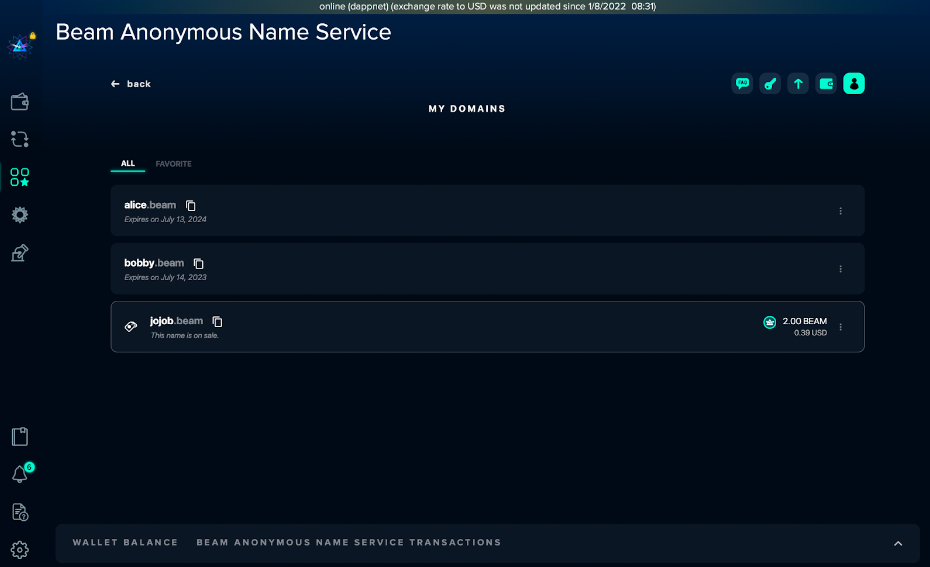 online (dappnet) (exchange rate to USD was not updated since 1/8/2022 08:31)
Beam Anonymous Name Service
back
FAQ
MY DOMAINS
ALL FAVORITE
alice.beam
Expires on July 13, 2024
bobby.beam
Expires on July 14, 2023
jojob.beam
This name is on sale.
2.00 BEAM
0.39 USD
6
WALLET BALANCE BEAM ANONYMOUS NAME SERVICE TRANSACTIONS